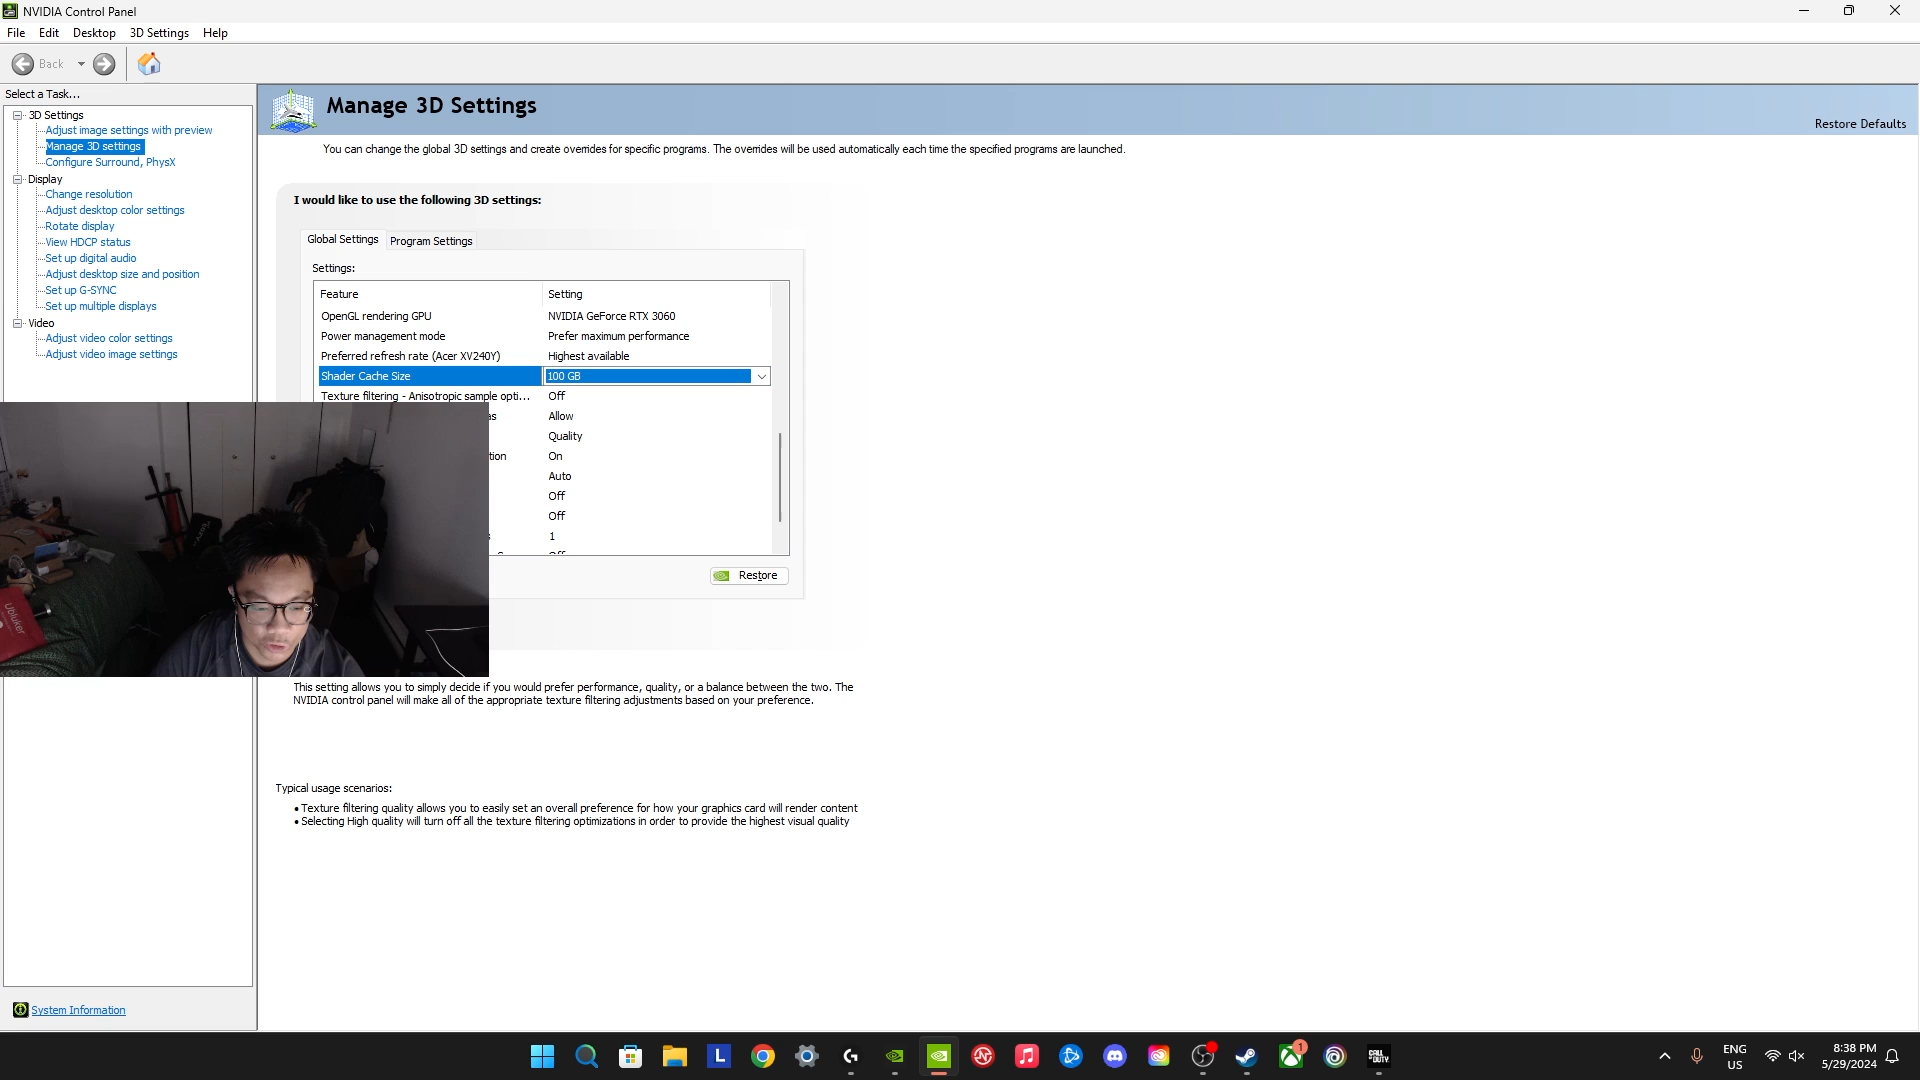 NVIDIA Control Panel
File Edit Desktop 3D Settings Help
Back
Select a Task...
3D Settings
Adjust image settings with preview
Manage 3D settings
Configure Surround, PhysX
Display
Change resolution
Adjust desktop color settings
Rotate display
View HDCP status
Set up digital audio
Adjust desktop size and position
Set up G-SYNC
Set up multiple displays
Video
Adjust video color settings
Adjust video image settings
Manage 3D Settings
Restore Defaults
You can change the global 3D settings and create overrides for specific programs. The overrides will be used automatically each time the specified programs are launched.
I would like to use the following 3D settings:
Global Settings Program Settings
Settings:
Feature Setting
OpenGL rendering GPU NVIDIA GeForce RTX 3060
Power management mode Prefer maximum performance
Preferred refresh rate (Acer XV240Y) Highest available
Shader Cache Size 100 GB
Texture filtering - Anisotropic sample opti... Off
Allow
Quality
On
Auto
Off
Off
1
Off
Restore
Ubluker
This setting allows you to simply decide if you would prefer performance, quality, or a balance between the two. The
NVIDIA control panel will make all of the appropriate texture filtering adjustments based on your preference.
Typical usage scenarios:
• Texture filtering quality allows you to easily set an overall preference for how your graphics card will render content
• Selecting High quality will turn off all the texture filtering optimizations in order to provide the highest visual quality
System Information
L
CALL DUTY
1
ENG
US
8:38 PM
5/29/2024